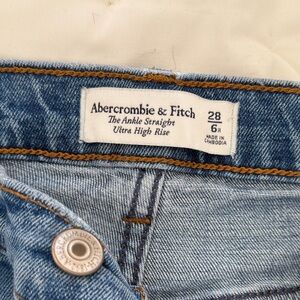 Abercrombie & Fitch
The Ankle Straight
Ultra High Rise
28
6R
MADE IN
CAMBODIA